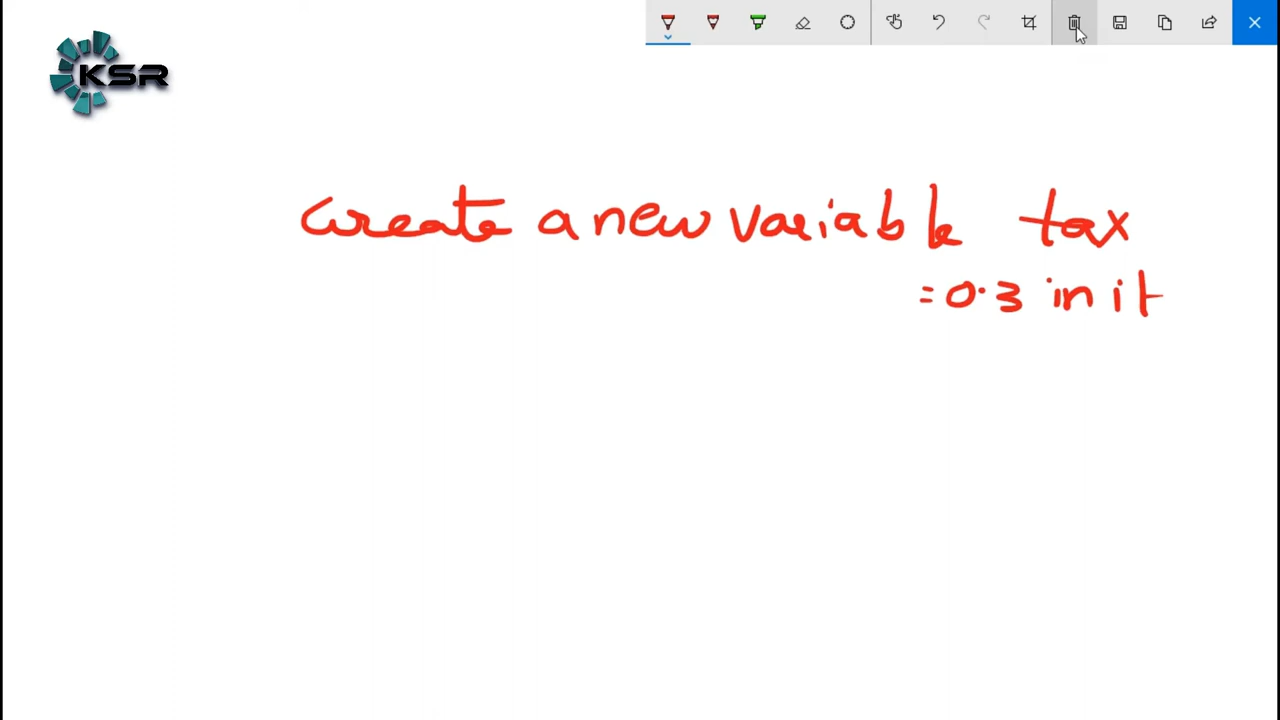 KSR
create a new variable tax
=0.3 in it